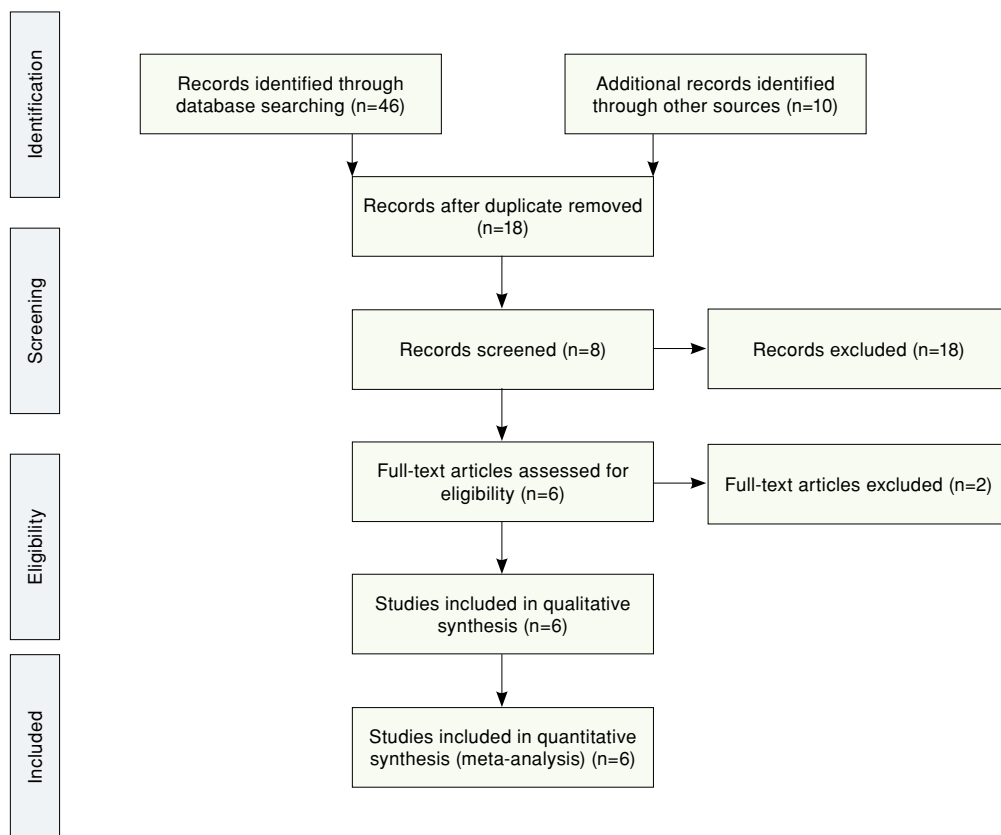 Identification
Records identified through
database searching (n=46)
Additional records identified
through other sources (n=10)
Records after duplicate removed
(n=18)
Screening
Records screened (n=8)
Records excluded (n=18)
Eligibility
Full-text articles assessed for
eligibility (n=6)
Full-text articles excluded (n=2)
Studies included in qualitative
synthesis (n=6)
Included
Studies included in quantitative
synthesis (meta-analysis) (n=6)